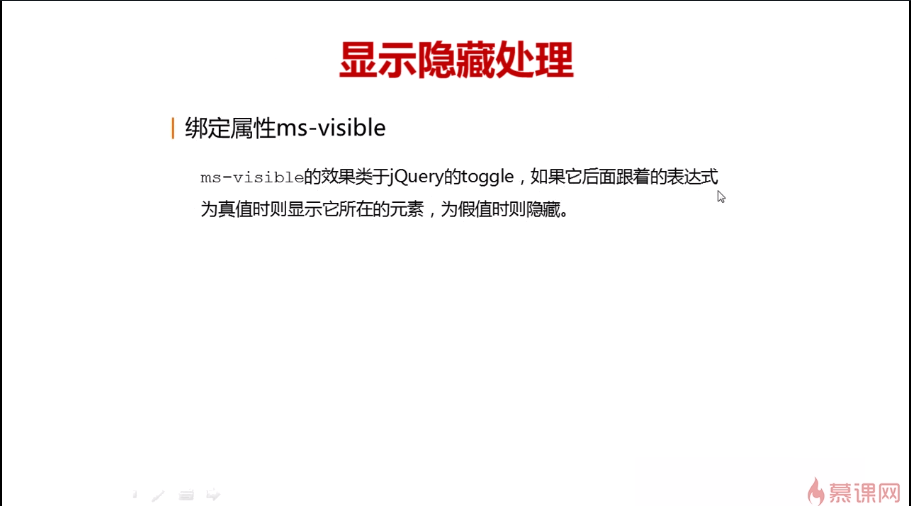 显示隐藏处理
绑定属性ms-visible
ms-visible的效果类于jQuery的toggle，如果它后面跟着的表达式
为真值时则显示它所在的元素，为假值时则隐藏。
慕课网